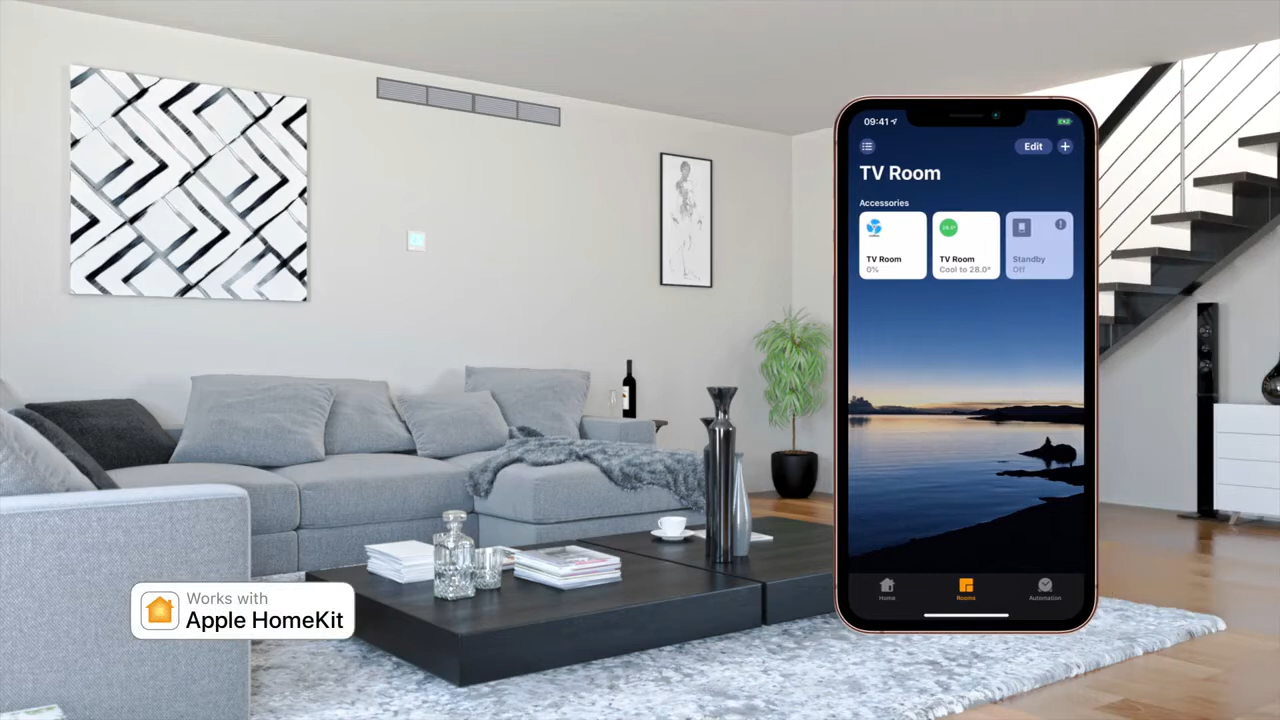 09:41
Edit
TV Room
Accessories
TV Room
0%
TV Room
Cool to 28.0°
Standby
Off
Home
Rooms
Automation
Works with
Apple HomeKit